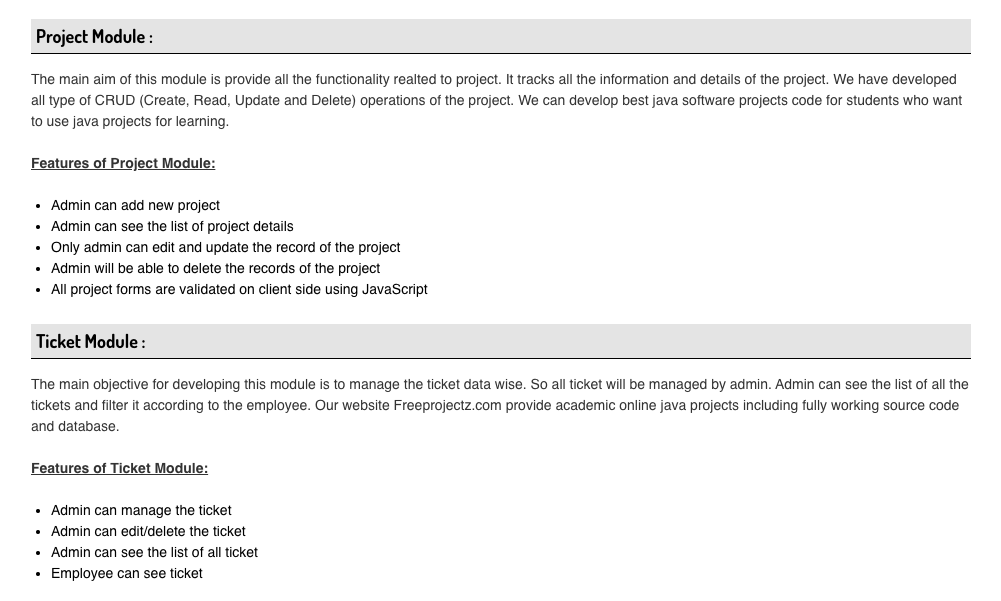 Project Module :
The main aim of this module is provide all the functionality realted to project. It tracks all the information and details of the project. We have developed
all type of CRUD (Create, Read, Update and Delete) operations of the project. We can develop best java software projects code for students who want
to use java projects for learning.
Features of Project Module:
• Admin can add new project
• Admin can see the list of project details
• Only admin can edit and update the record of the project
• Admin will be able to delete the records of the project
• All project forms are validated on client side using JavaScript
Ticket Module :
The main objective for developing this module is to manage the ticket data wise. So all ticket will be managed by admin. Admin can see the list of all the
tickets and filter it according to the employee. Our website Freeprojectz.com provide academic online java projects including fully working source code
and database.
Features of Ticket Module:
• Admin can manage the ticket
• Admin can edit/delete the ticket
• Admin can see the list of all ticket
• Employee can see ticket